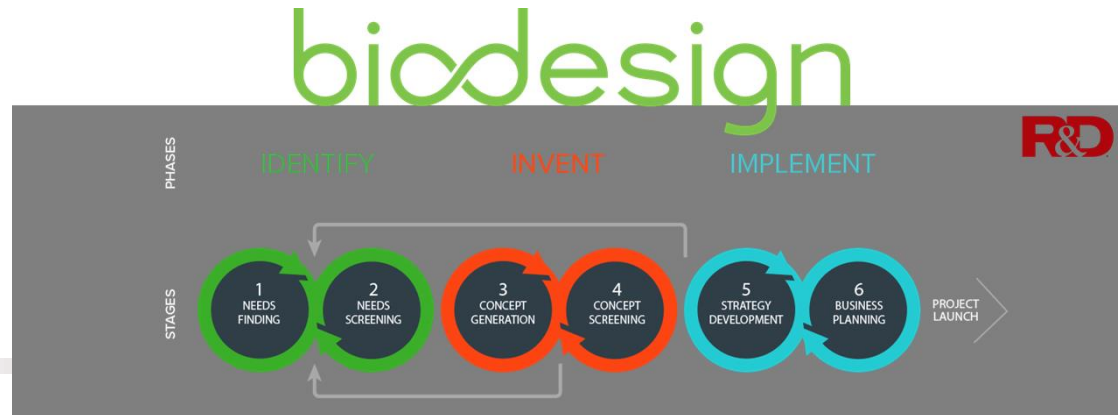 biodesign
R&D
PHASES
IDENTIFY
INVENT
IMPLEMENT
STAGES
1
NEEDS
FINDING
2
NEEDS
SCREENING
3
CONCEPT
GENERATION
4
CONCEPT
SCREENING
5
STRATEGY
DEVELOPMENT
6
BUSINESS
PLANNING
PROJECT
LAUNCH